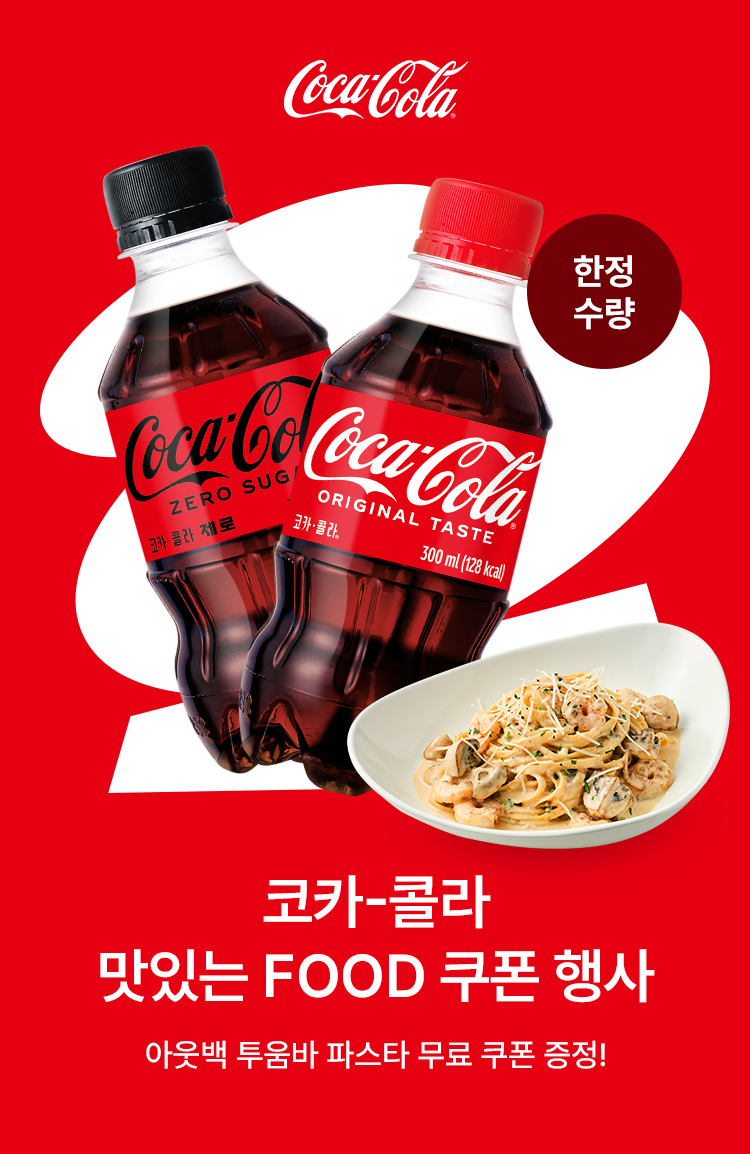 Coca-Cola
한정
수량
Coca-Co
ZERO SUG
코카·콜라 제로
Coca-Cola
ORIGINAL TASTE
코카·콜라
300 ml (128 kcal)
코카-콜라
맛있는 FOOD 쿠폰 행사
아웃백 투움바 파스타 무료 쿠폰 증정!